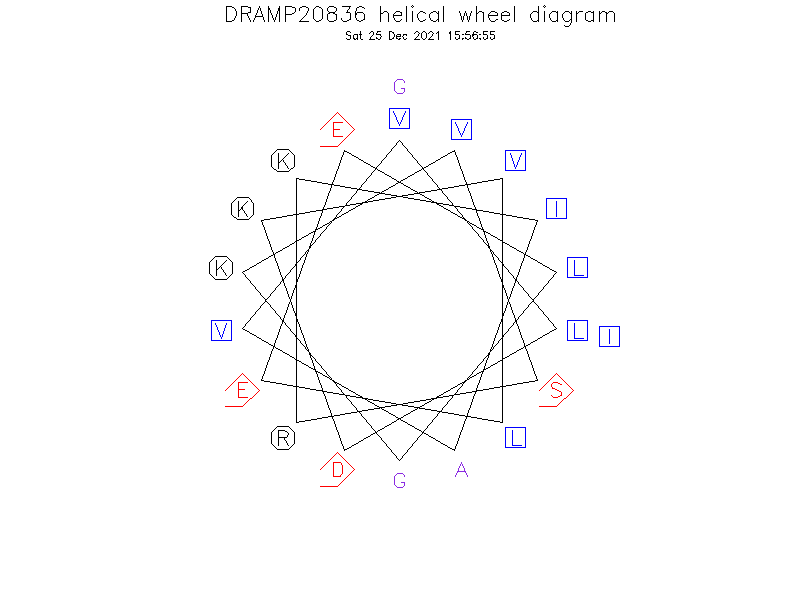 DRAMP20836 helical wheel diagram
Sat 25 Dec 2021 15:56:55
G
E V V
K V
K I
K L
V L I
E S
R L
D G A